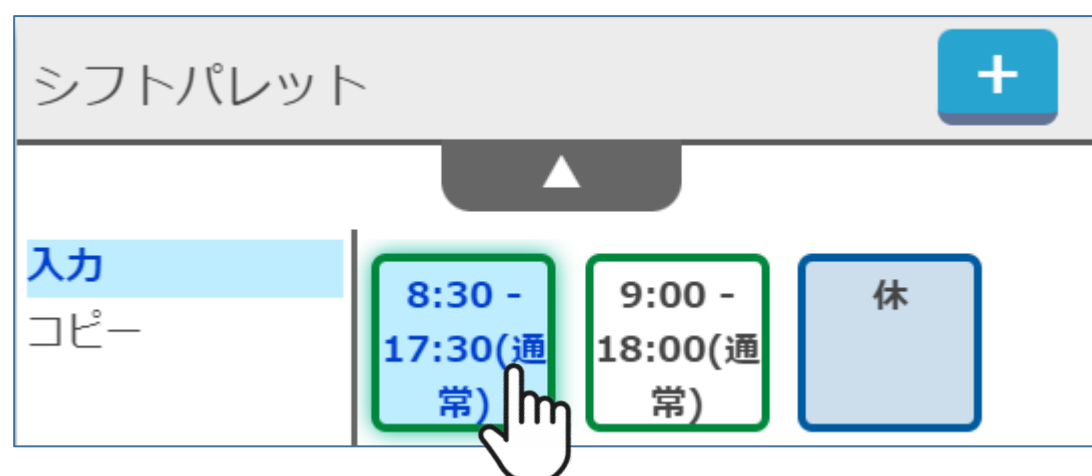 シフトパレット
+
▲
入力
コピー
8:30 -
17:30(通
常)
9:00 -
18:00(通
常)
休